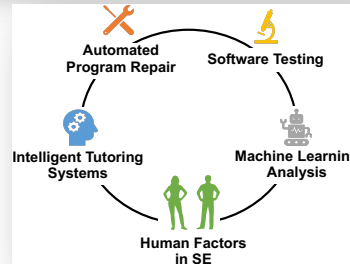 Automated
Program Repair
Software Testing
Intelligent Tutoring
Systems
Machine Learnin
Analysis
Human Factors
in SE